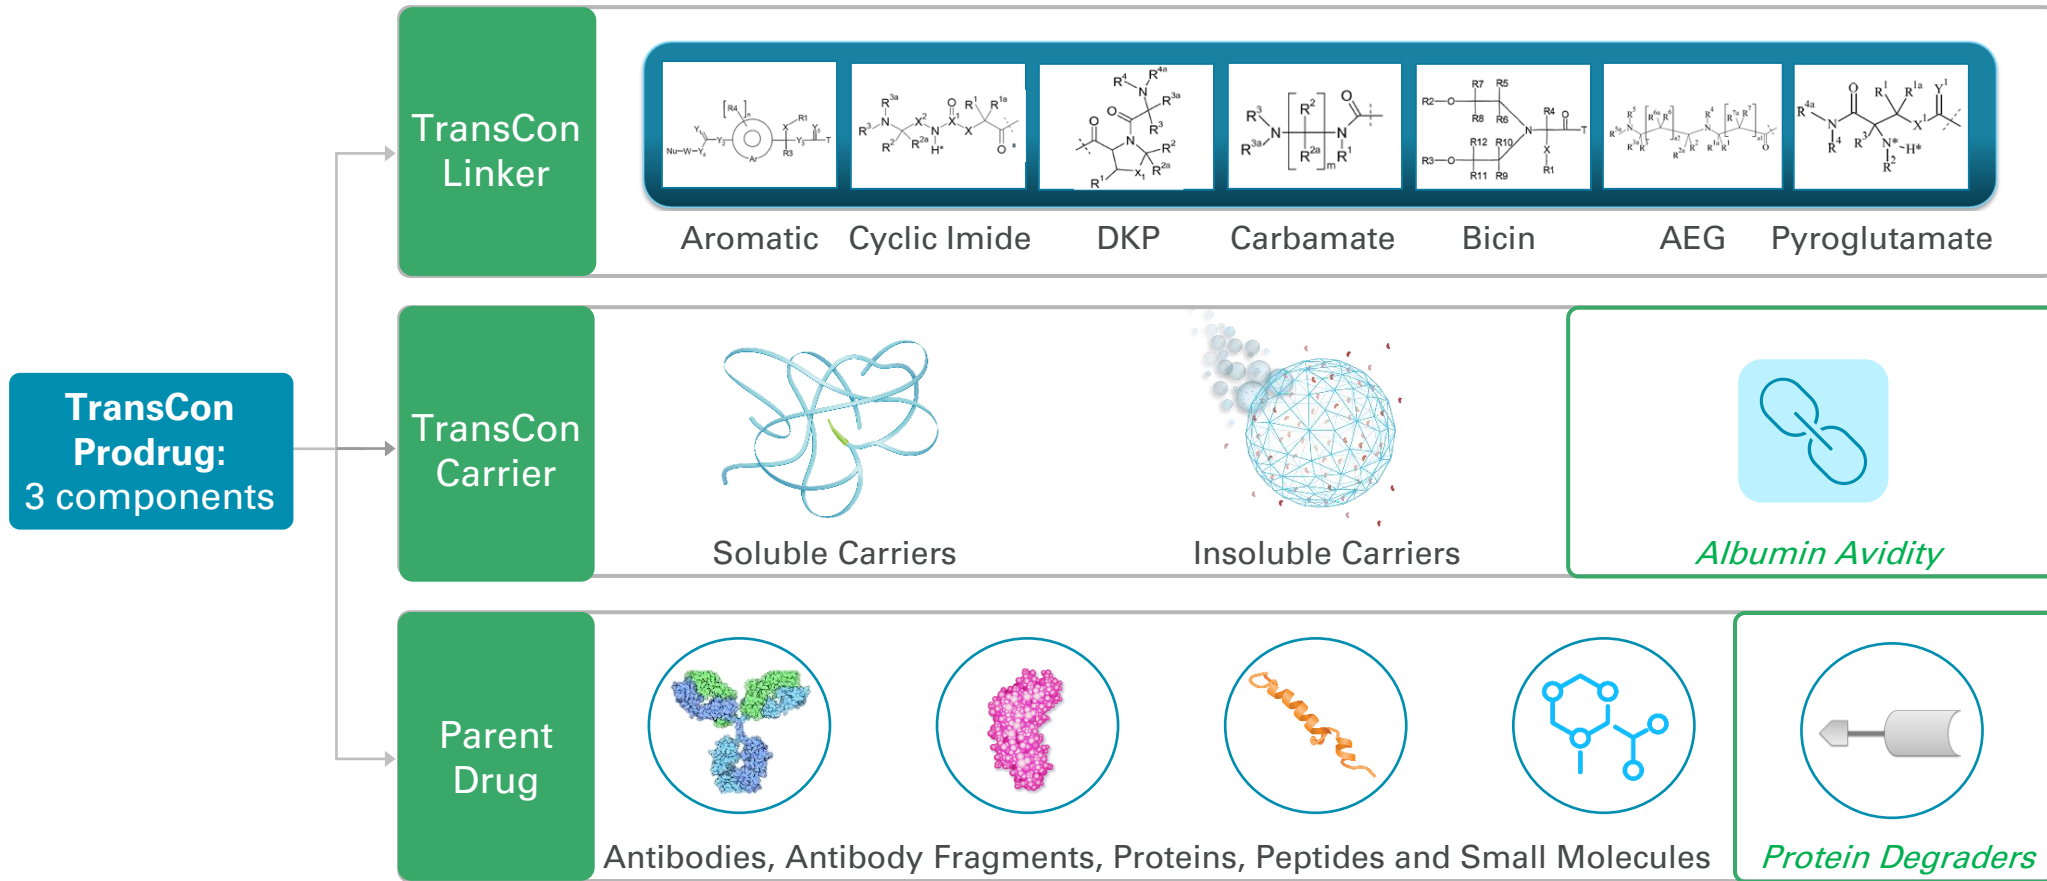 TransCon
Prodrug:
3 components
TransCon
Linker
Aromatic
Cyclic Imide
DKP
Carbamate
Bicin
AEG
Pyroglutamate
TransCon
Carrier
Soluble Carriers
Insoluble Carriers
Albumin Avidity
Parent
Drug
Antibodies, Antibody Fragments, Proteins, Peptides and Small Molecules
Protein Degraders